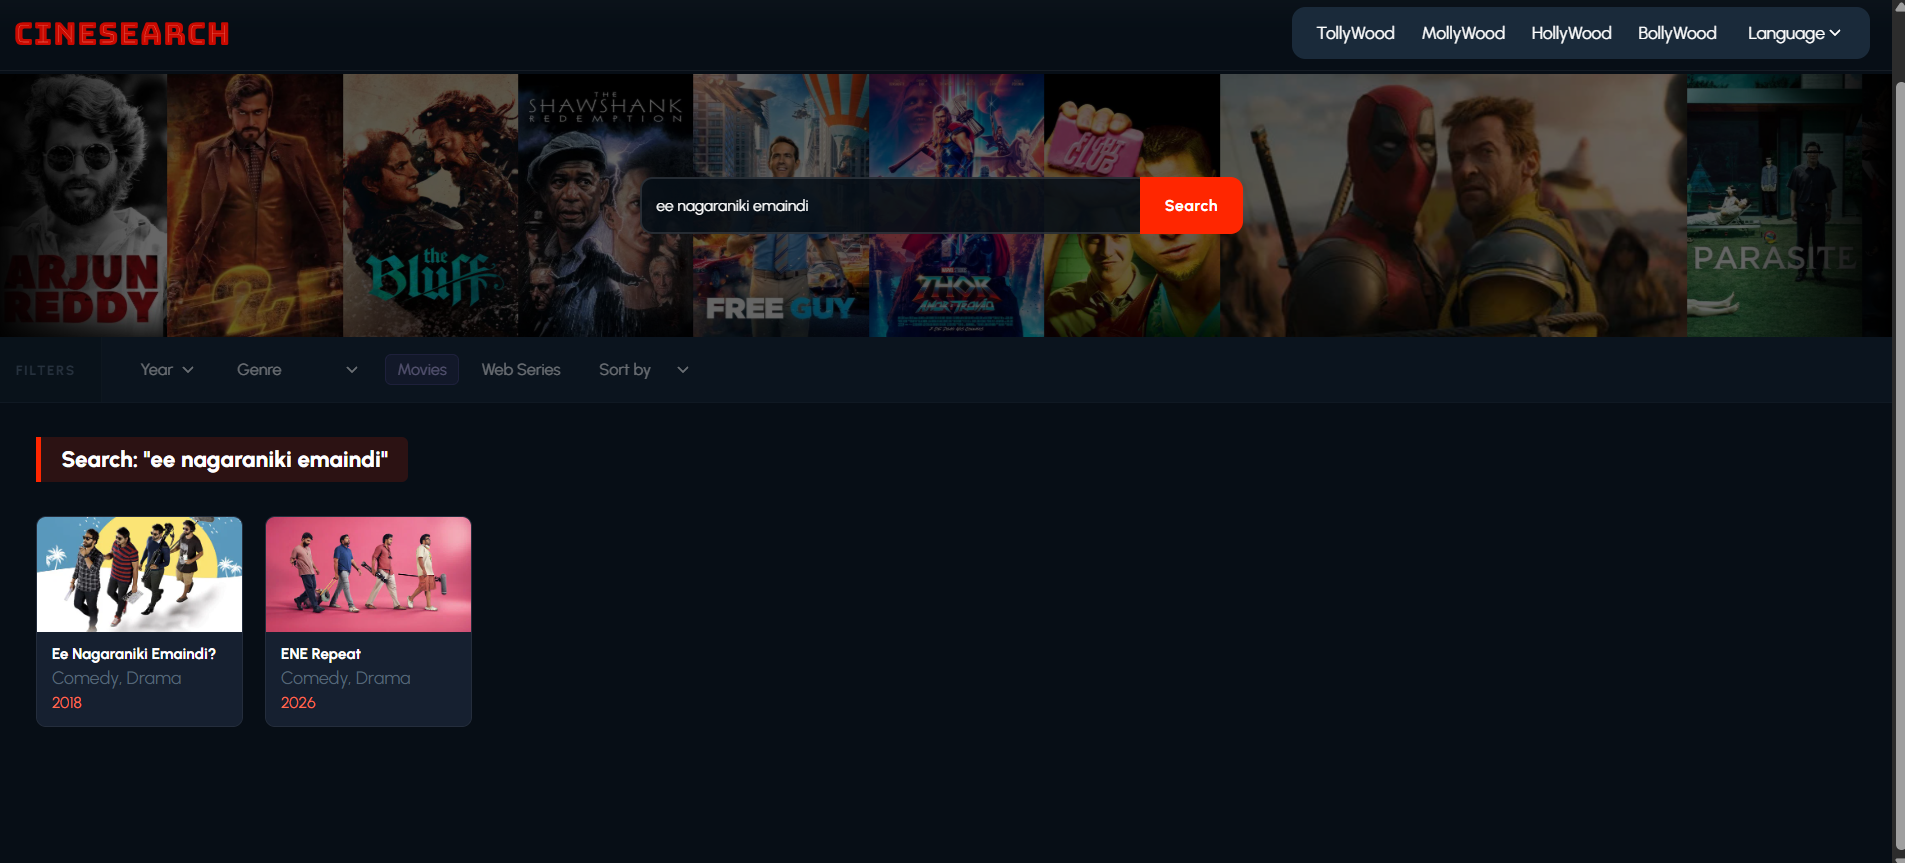 CINESEARCH
TollyWood MollyWood HollyWood BollyWood Language
ARJUN
REDDY
24
the
Bluff
THE
SHAWSHANK
REDEMPTION
FREE GUY
THOR
FIGHT
CLUB
PARASITE
ee nagaraniki emaindi
Search
FILTERS
Year Genre Movies Web Series Sort by
Search: "ee nagaraniki emaindi"
Ee Nagaraniki Emaindi?
Comedy, Drama
2018
ENE Repeat
Comedy, Drama
2026